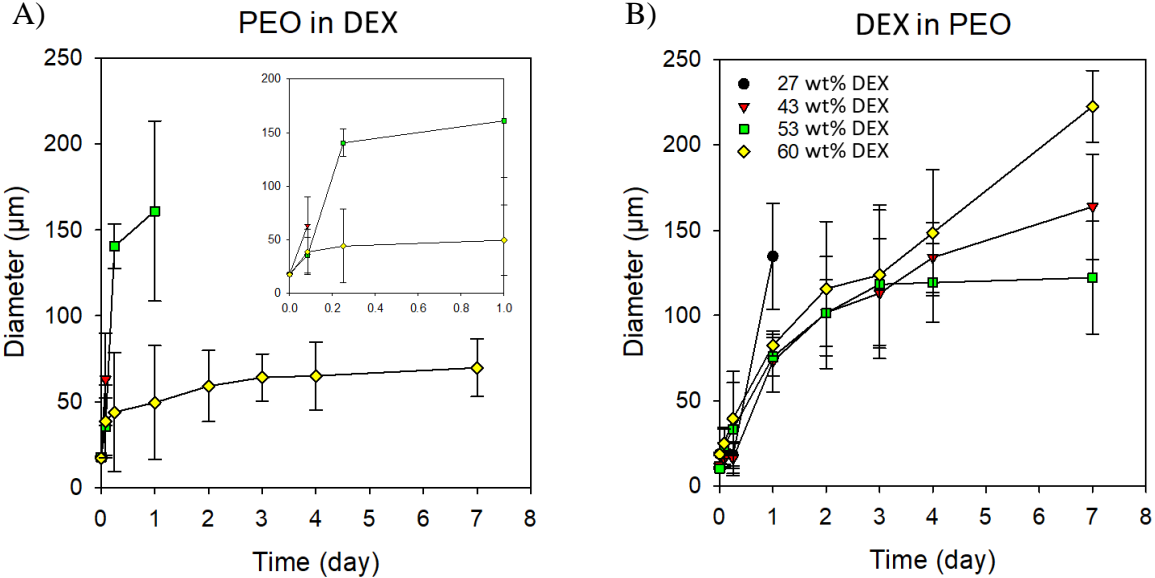 A)
PEO in DEX
250
200
150
100
50
0
Diameter (µm)
0 1 2 3 4 5 6 7 8
Time (day)
200
150
100
50
0
0.0 0.2 0.4 0.6 0.8 1.0
B)
DEX in PEO
27 wt% DEX
43 wt% DEX
53 wt% DEX
60 wt% DEX
250
200
150
100
50
0
Diameter (µm)
0 1 2 3 4 5 6 7 8
Time (day)